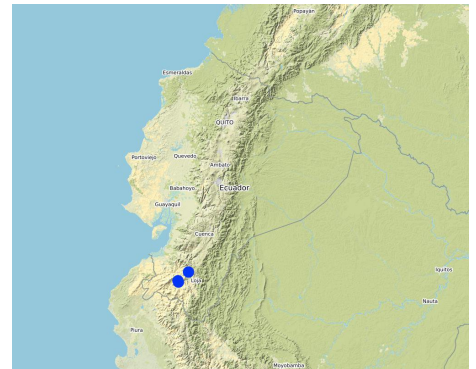 Popayán
Esmeraldas
Ibarra
QUITO
Portoviejo
Quevedo
Ambato
Babahoyo
Ecuador
Guayaquil
Cuenca
Iquitos
Loja
Nauta
Piura
Moyobamba